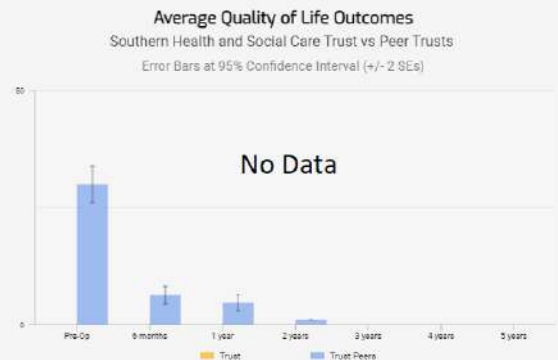 Average Quality of Life Outcomes
Southern Health and Social Care Trust vs Peer Trusts
Error Bars at 95% Confidence Interval (+/- 2 SEs)
50
No Data
0
Pre-Op 6 months 1 year 2 years 3 years 4 years 5 years
Trust Trust Peers